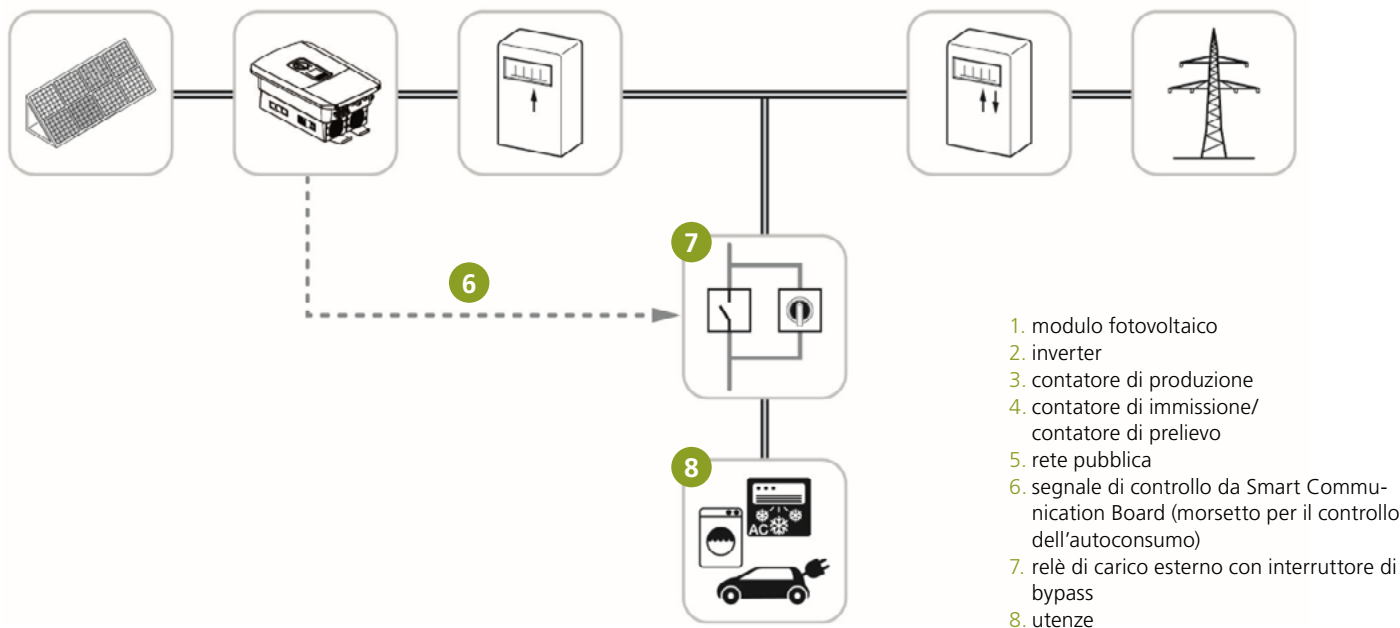 7
6
8
AC
1. modulo fotovoltaico
2. inverter
3. contatore di produzione
4. contatore di immissione/
contatore di prelievo
5. rete pubblica
6. segnale di controllo da Smart Commu-
nication Board (morsetto per il controllo
dell'autoconsumo)
7. relè di carico esterno con interruttore di
bypass
8. utenze